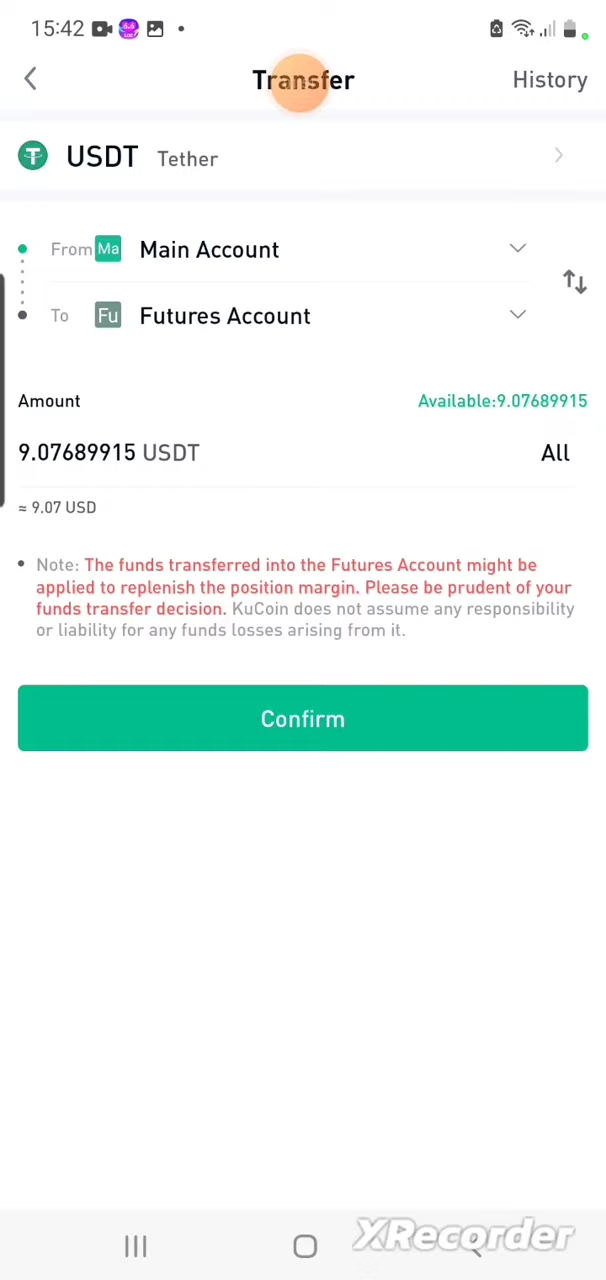 15:42
Transfer
History
USDT Tether
From Ma Main Account
To Fu Futures Account
Amount
Available:9.07689915
9.07689915 USDT
All
≈ 9.07 USD
Note: The funds transferred into the Futures Account might be
applied to replenish the position margin. Please be prudent of your
funds transfer decision. KuCoin does not assume any responsibility
or liability for any funds losses arising from it.
Confirm
XRecorder